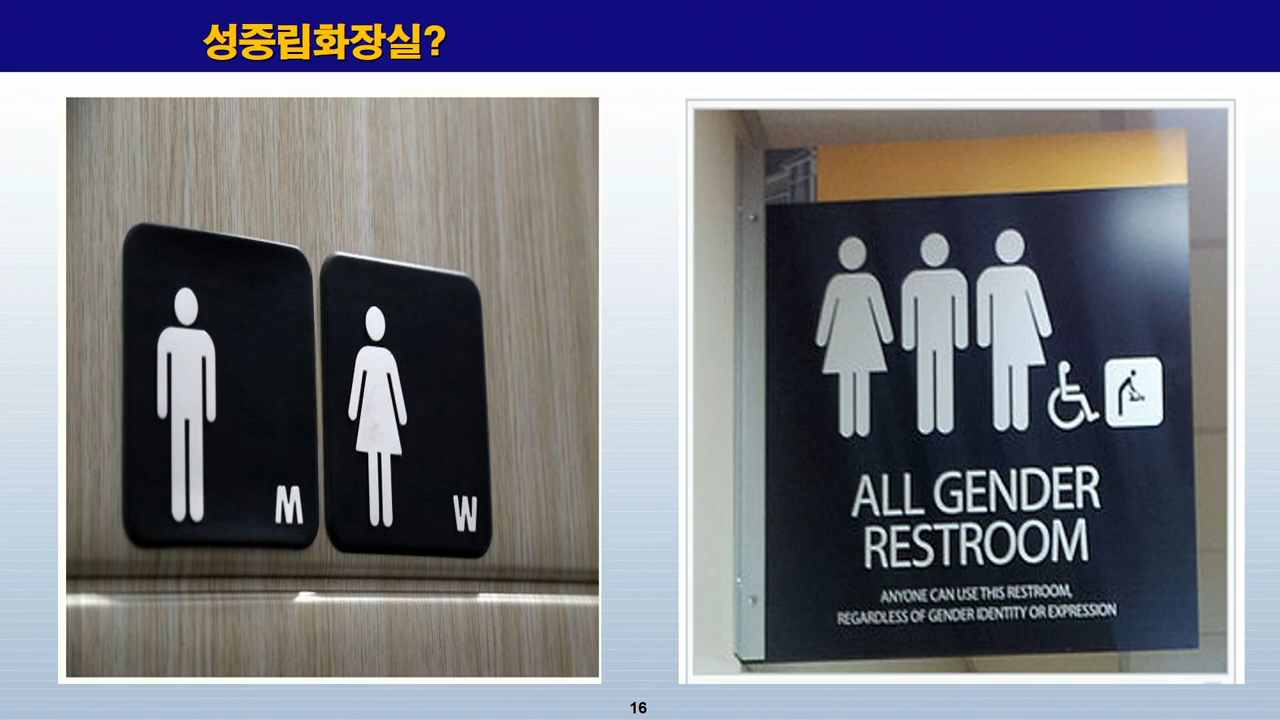 성중립화장실?
M
W
ALL GENDER
RESTROOM
ANYONE CAN USE THIS RESTROOM,
REGARDLESS OF GENDER IDENTITY OR EXPRESSION
16